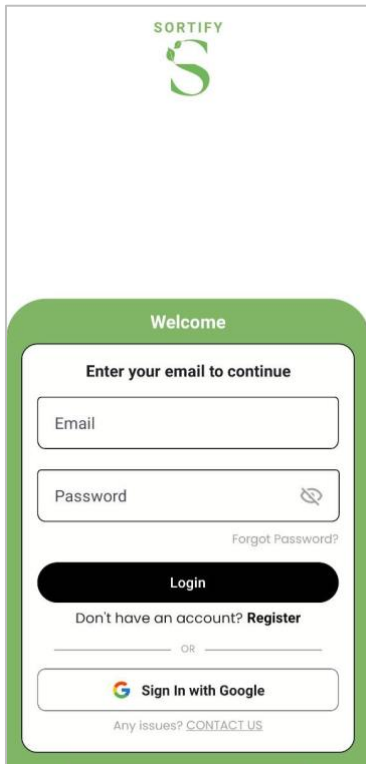 SORTIFY
S
Welcome
Enter your email to continue
Email
Password
Forgot Password?
Login
Don't have an account? Register
OR
Sign In with Google
Any issues? CONTACT US